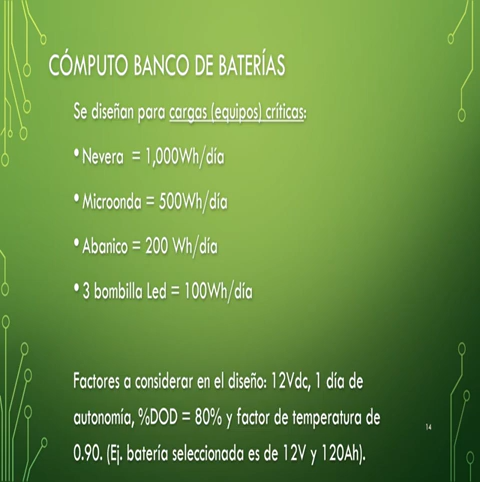 CÓMPUTO BANCO DE BATERÍAS
Se diseñan para cargas (equipos) críticas:
• Nevera = 1,000Wh/día
• Microonda = 500Wh/día
• Abanico = 200 Wh/día
• 3 bombilla Led = 100Wh/día
Factores a considerar en el diseño: 12Vdc, 1 día de
autonomía, %DOD = 80% y factor de temperatura de
0.90. (Ej. batería seleccionada es de 12V y 120Ah).
14